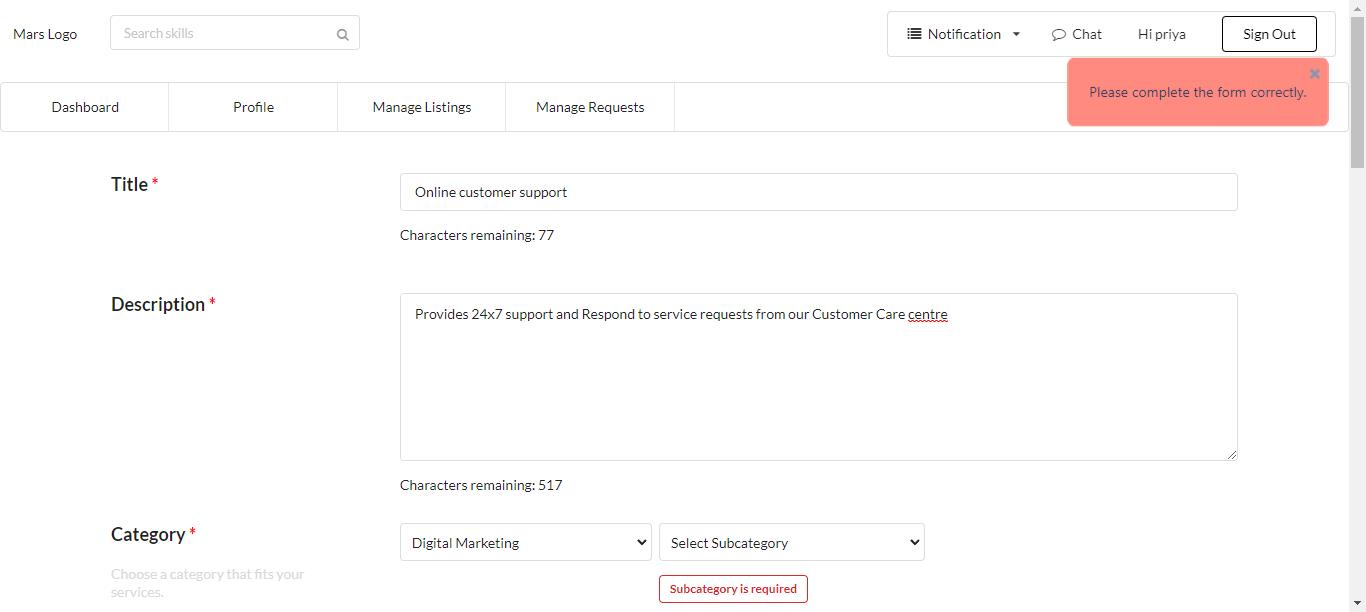 Mars Logo
Search skills
Notification
Chat
Hi priya
Sign Out
Please complete the form correctly.
Dashboard
Profile
Manage Listings
Manage Requests
Title *
Online customer support
Characters remaining: 77
Description *
Provides 24x7 support and Respond to service requests from our Customer Care centre
Characters remaining: 517
Category *
Digital Marketing
Select Subcategory
Choose a category that fits your
services.
Subcategory is required